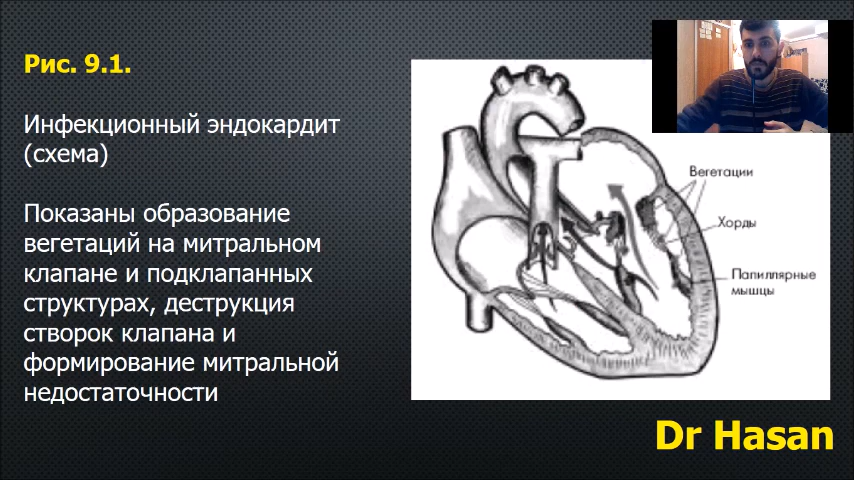 Рис. 9.1.
Инфекционный эндокардит
(схема)
Показаны образование
вегетаций на митральном
клапане и подклапанных
структурах, деструкция
створок клапана и
формирование митральной
недостаточности
Вегетации
Хорды
Папиллярные
мышцы
Dr Hasan